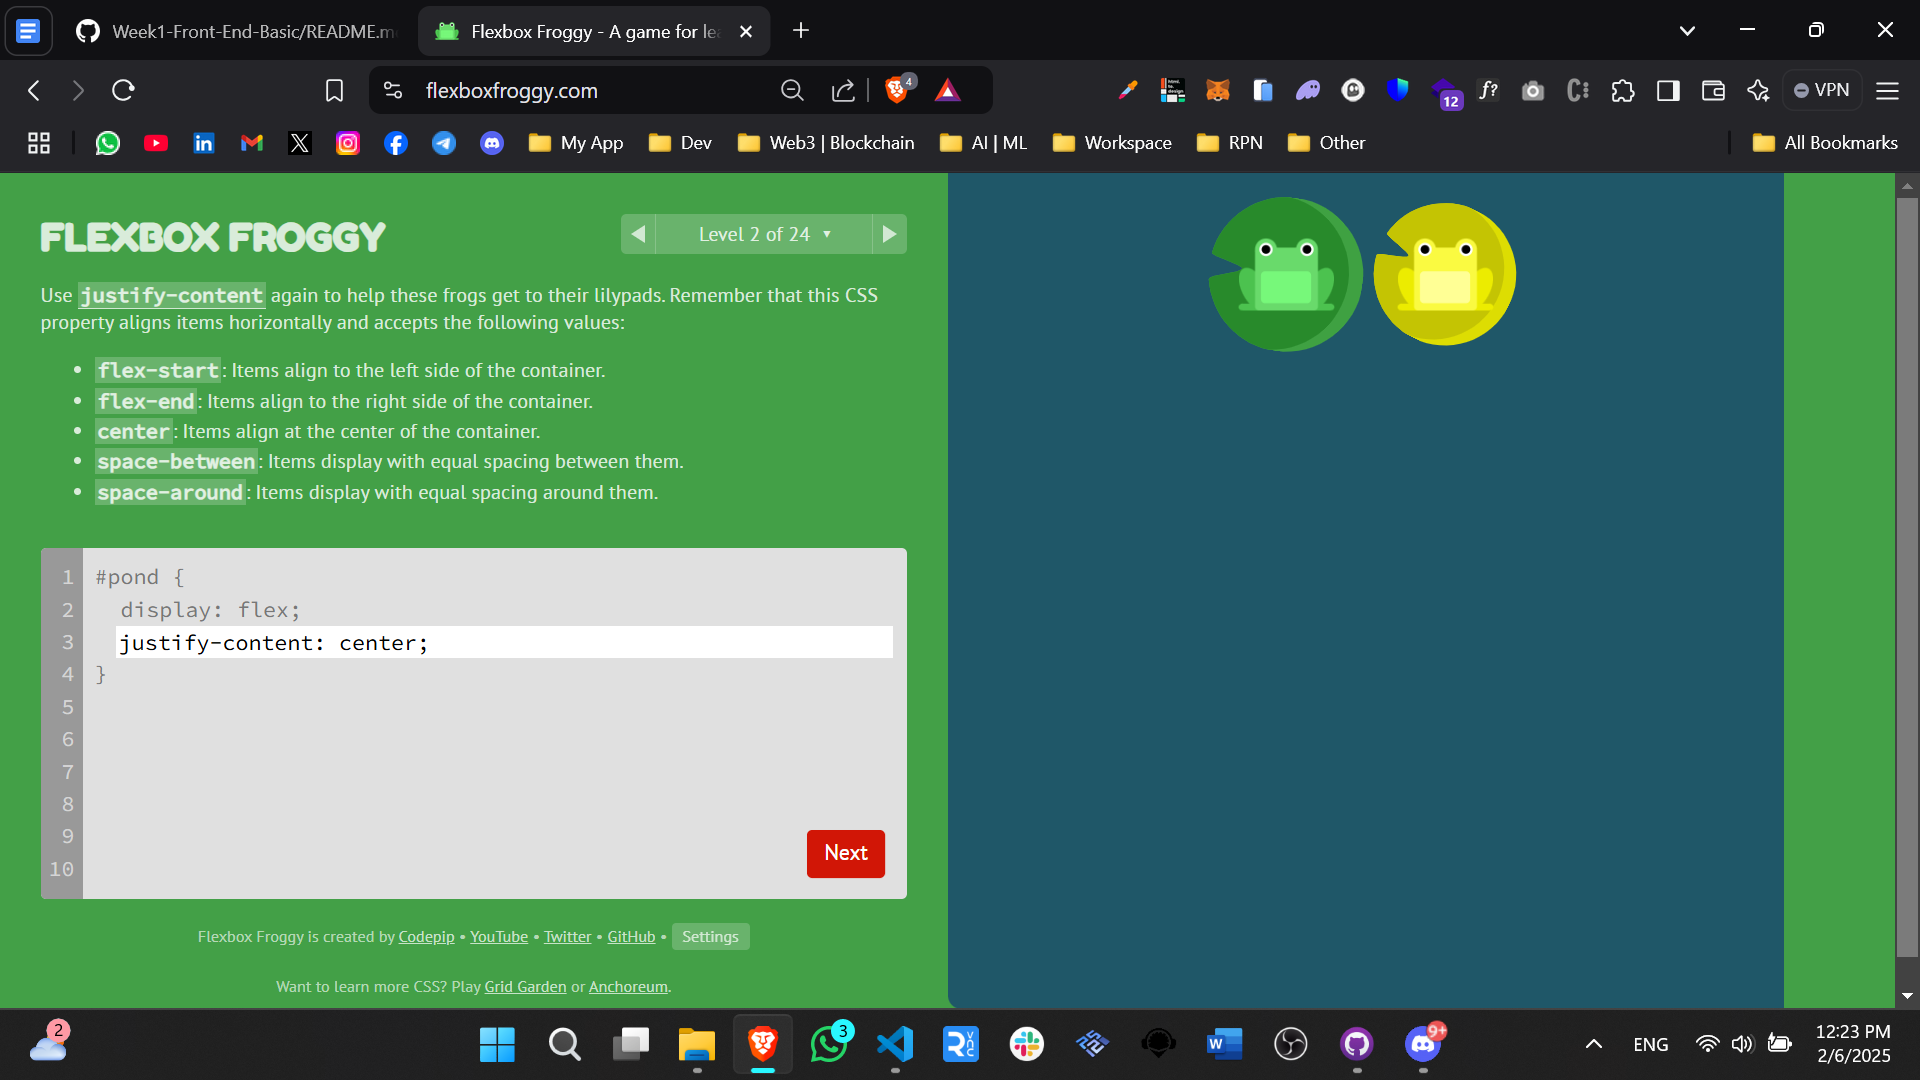 Week1-Front-End-Basic/README.m
Flexbox Froggy - A game for le
flexboxfroggy.com
4
12
f?
VPN
My App
Dev
Web3 | Blockchain
AI | ML
Workspace
RPN
Other
All Bookmarks
FLEXBOX FROGGY
Level 2 of 24
Use justify-content again to help these frogs get to their lilypads. Remember that this CSS
property aligns items horizontally and accepts the following values:
flex-start: Items align to the left side of the container.
flex-end: Items align to the right side of the container.
center: Items align at the center of the container.
space-between: Items display with equal spacing between them.
space-around: Items display with equal spacing around them.
1 #pond {
2 display: flex;
3 justify-content: center;
4 }
5
6
7
8
9
10
Next
Flexbox Froggy is created by Codepip • YouTube • Twitter • GitHub • Settings
Want to learn more CSS? Play Grid Garden or Anchoreum.
2
3
9+
ENG
12:23 PM
2/6/2025